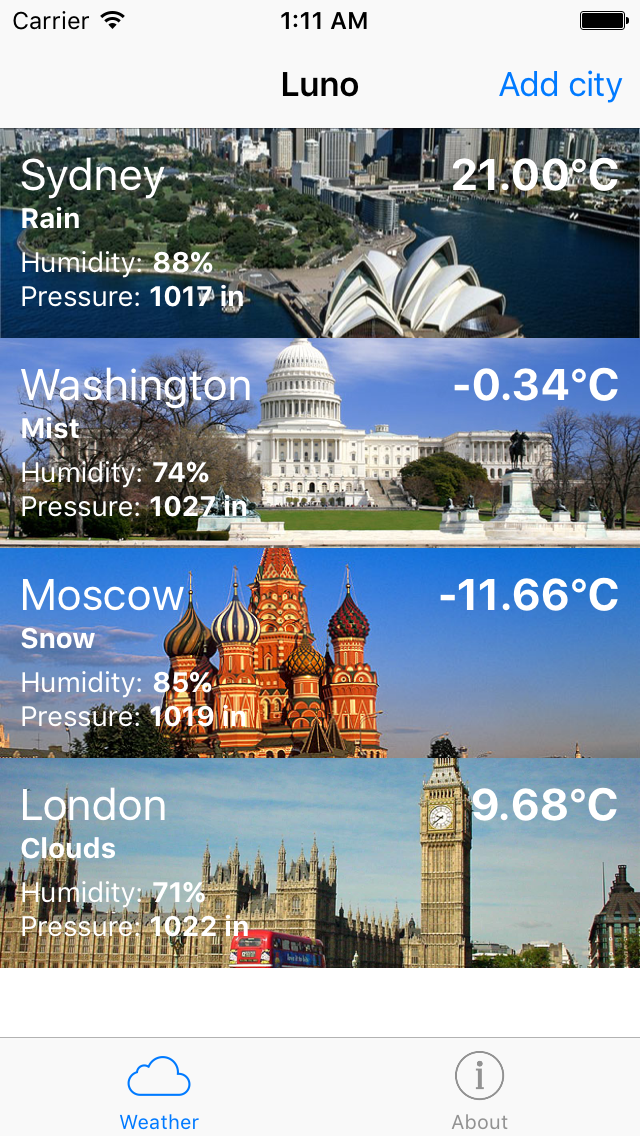 Carrier 1:11 AM
Luno Add city
Sydney 21.00°C
Rain
Humidity: 88%
Pressure: 1017 in
Washington -0.34°C
Mist
Humidity: 74%
Pressure: 1027 in
Moscow -11.66°C
Snow
Humidity: 85%
Pressure: 1019 in
London 9.68°C
Clouds
Humidity: 71%
Pressure: 1022 in
Weather About